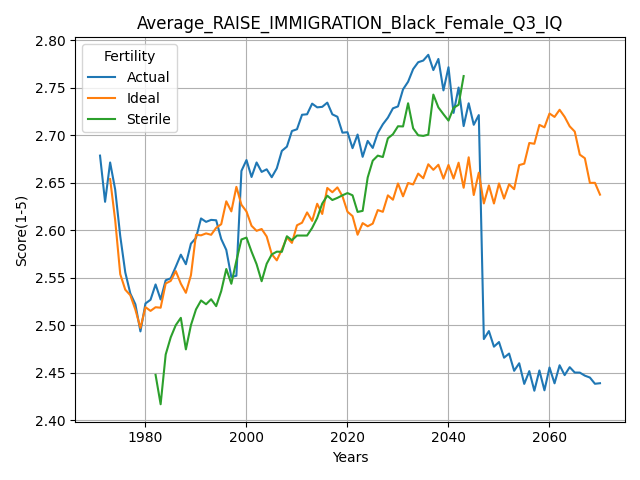 Average_RAISE_IMMIGRATION_Black_Female_Q3_IQ
Score(1-5)
2.80
2.75
2.70
2.65
2.60
2.55
2.50
2.45
2.40
Fertility
Actual
Ideal
Sterile
1980 2000 2020 2040 2060
Years